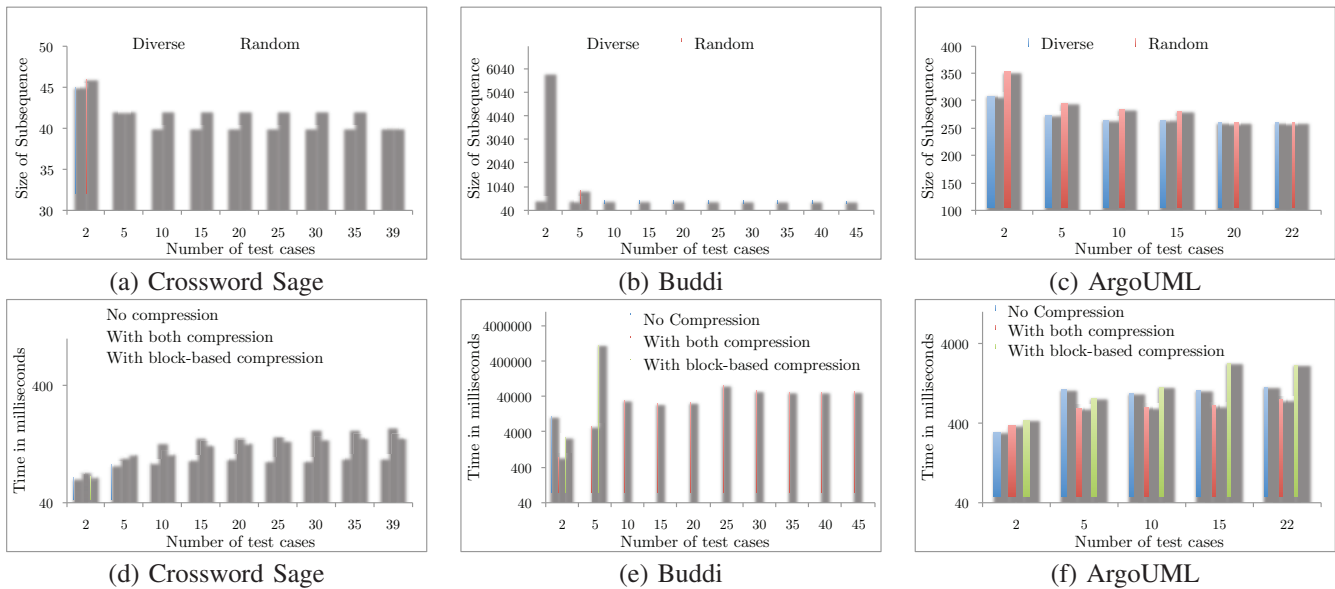 Diverse Random
Size of Subsequence
50
45
40
35
30
2 5 10 15 20 25 30 35 39
Number of test cases
(a) Crossword Sage
Diverse Random
Size of Subsequence
6040
5040
4040
3040
2040
1040
40
2 5 10 15 20 25 30 35 40 45
Number of test cases
(b) Buddi
Diverse Random
Size of Subsequence
400
350
300
250
200
150
100
2 5 10 15 20 22
Number of test cases
(c) ArgoUML
No compression
With both compression
With block-based compression
Time in milliseconds
400
40
2 5 10 15 20 25 30 35 39
Number of test cases
(d) Crossword Sage
No Compression
With both compression
With block-based compression
Time in milliseconds
4000000
400000
40000
4000
400
40
2 5 10 15 20 25 30 35 40 45
Number of test cases
(e) Buddi
No Compression
With both compression
With block-based compression
Time in milliseconds
4000
400
40
2 5 10 15 22
Number of test cases
(f) ArgoUML